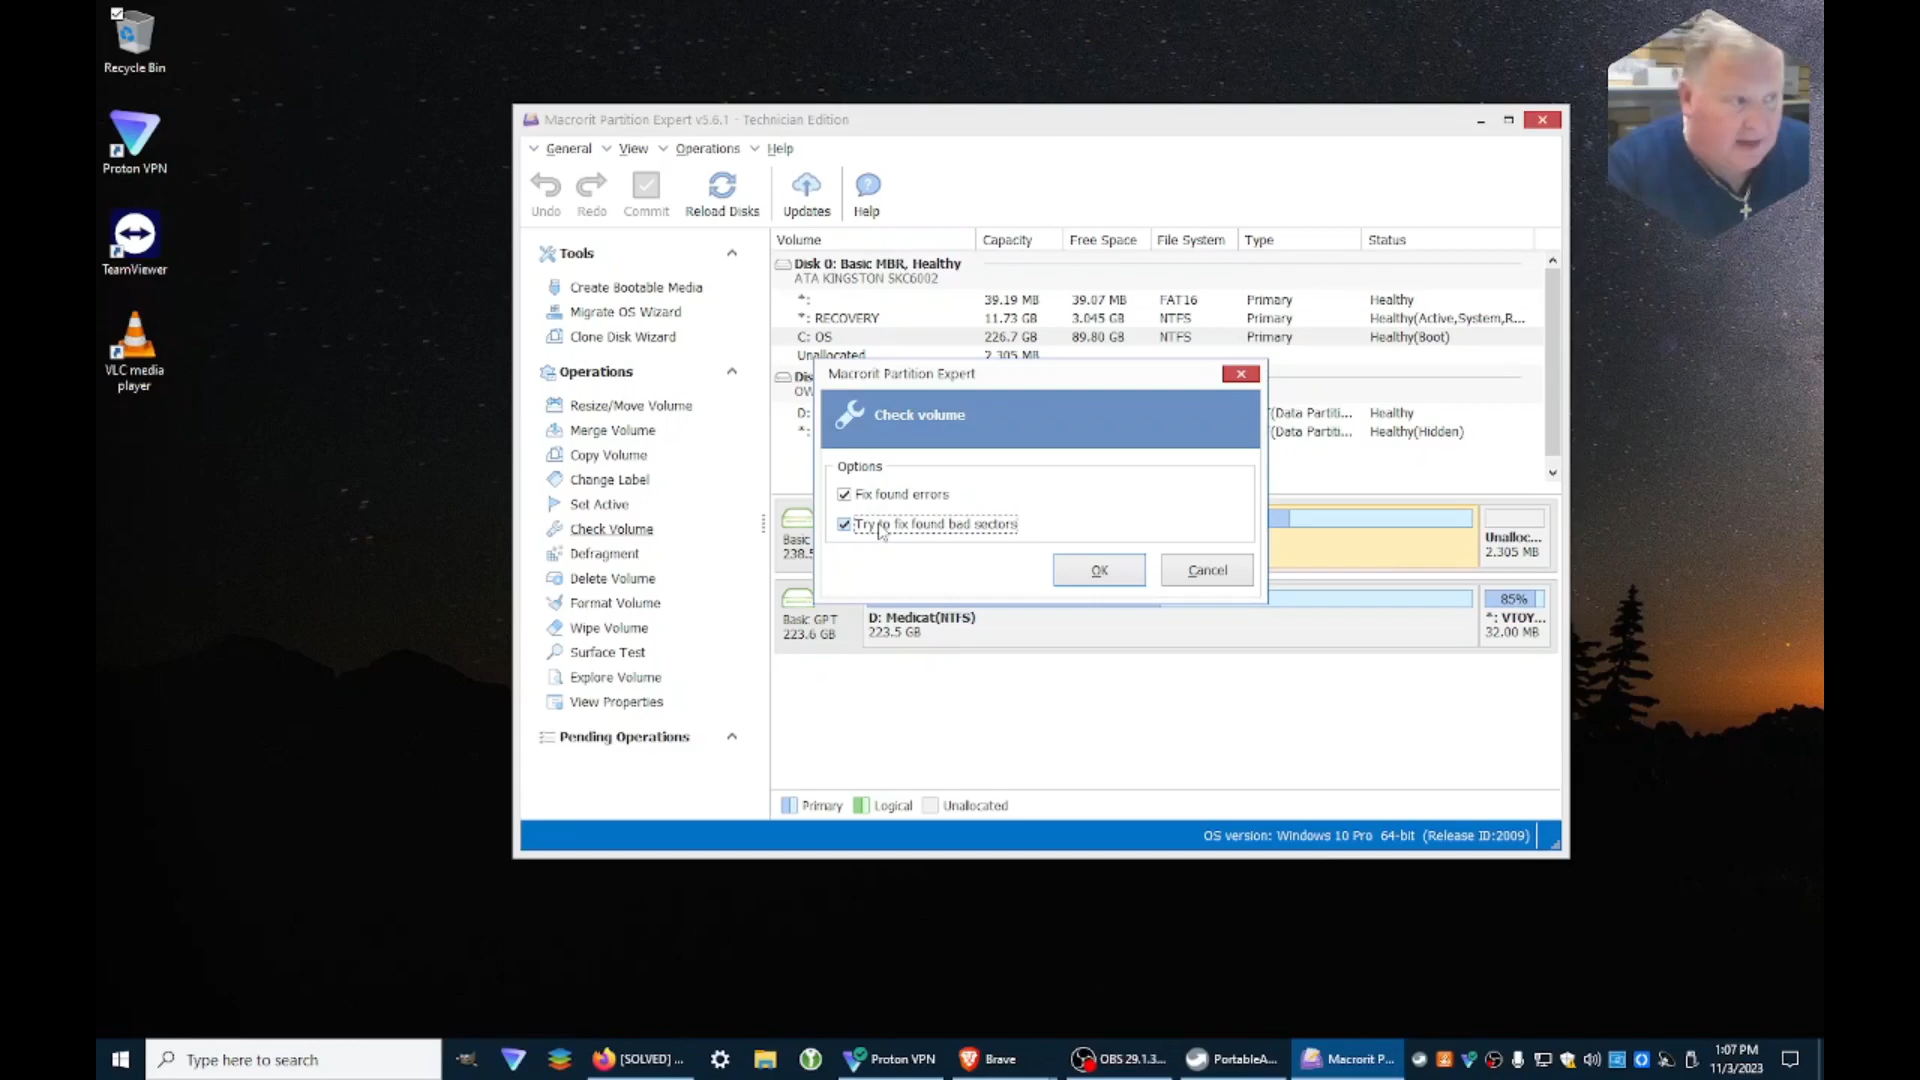 Recycle Bin
Proton VPN
TeamViewer
VLC media
player
Macrorit Partition Expert v5.6.1 - Technician Edition
General View Operations Help
Undo Redo Commit Reload Disks Updates Help
Tools
Create Bootable Media
Migrate OS Wizard
Clone Disk Wizard
Operations
Resize/Move Volume
Merge Volume
Copy Volume
Change Label
Set Active
Check Volume
Defragment
Delete Volume
Format Volume
Wipe Volume
Surface Test
Explore Volume
View Properties
Pending Operations
Volume Capacity Free Space File System Type Status
Disk 0: Basic MBR, Healthy
ATA KINGSTON SKC6002
*: 39.19 MB 39.07 MB FAT16 Primary Healthy
*: RECOVERY 11.73 GB 3.045 GB NTFS Primary Healthy(Active,System,R...
C: OS 226.7 GB 89.80 GB NTFS Primary Healthy(Boot)
Unallocated 2.305 MB
D: (Data Partiti... Healthy
*: (Data Partiti... Healthy(Hidden)
Macrorit Partition Expert
Check volume
Options
Fix found errors
Try to fix found bad sectors
OK Cancel
Basic
238.5
Unalloc...
2.305 MB
Basic GPT
223.6 GB
D: Medicat(NTFS)
223.5 GB
85%
*: VTOY...
32.00 MB
Primary Logical Unallocated
OS version: Windows 10 Pro 64-bit (Release ID:2009)
Type here to search
[SOLVED] ...
Proton VPN
Brave
OBS 29.1.3...
PortableA...
Macrorit P...
1:07 PM
11/3/2023